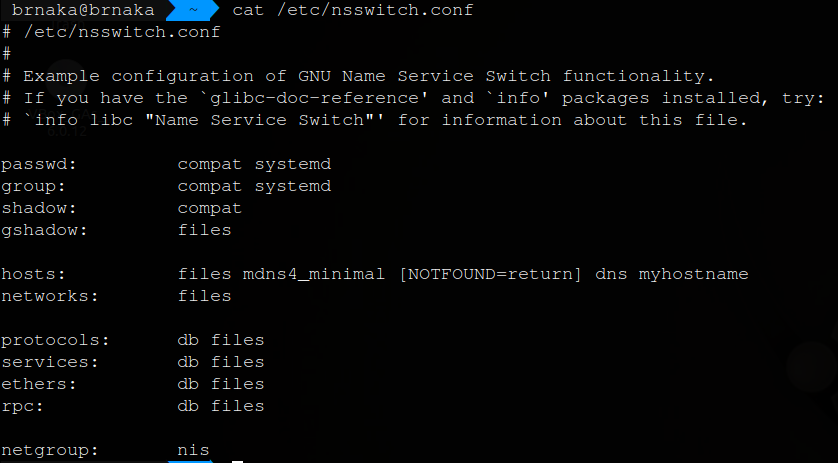 brnaka@brnaka ~ cat /etc/nsswitch.conf
# /etc/nsswitch.conf
#
# Example configuration of GNU Name Service Switch functionality.
# If you have the `glibc-doc-reference' and `info' packages installed, try:
# `info libc "Name Service Switch"' for information about this file.

passwd:         compat systemd
group:          compat systemd
shadow:         compat
gshadow:        files

hosts:          files mdns4_minimal [NOTFOUND=return] dns myhostname
networks:       files

protocols:      db files
services:       db files
ethers:         db files
rpc:            db files

netgroup:       nis